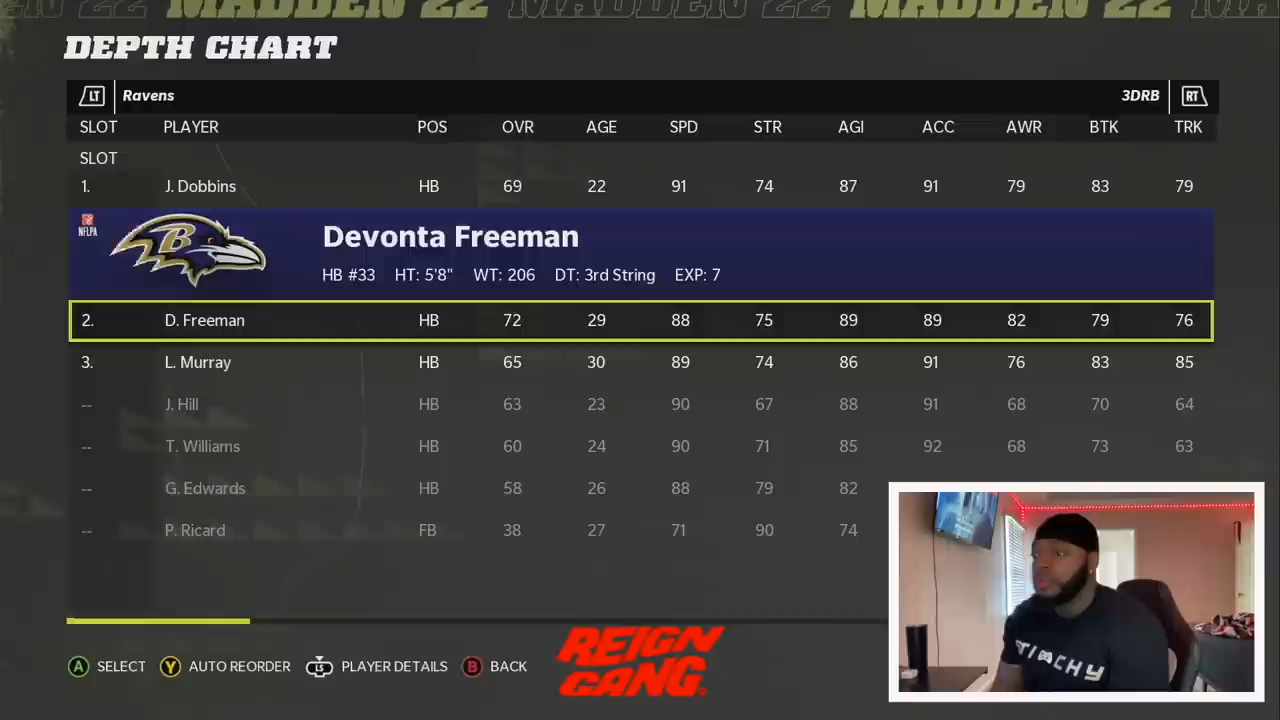 MADDEN 22 MADDEN 22 MADDEN 22
DEPTH CHART
LT Ravens 3DRB RT
SLOT PLAYER POS OVR AGE SPD STR AGI ACC AWR BTK TRK
SLOT
1. J. Dobbins HB 69 22 91 74 87 91 79 83 79
NFLPA
B
Devonta Freeman
HB #33 HT: 5'8" WT: 206 DT: 3rd String EXP: 7
2. D. Freeman HB 72 29 88 75 89 89 82 79 76
3. L. Murray HB 65 30 89 74 86 91 76 83 85
-- J. Hill HB 63 23 90 67 88 91 68 70 64
-- T. Williams HB 60 24 90 71 85 92 68 73 63
-- G. Edwards HB 58 26 88 79 82
-- P. Ricard FB 38 27 71 90 74
A SELECT Y AUTO REORDER LS PLAYER DETAILS B BACK
REIGN
GANG.